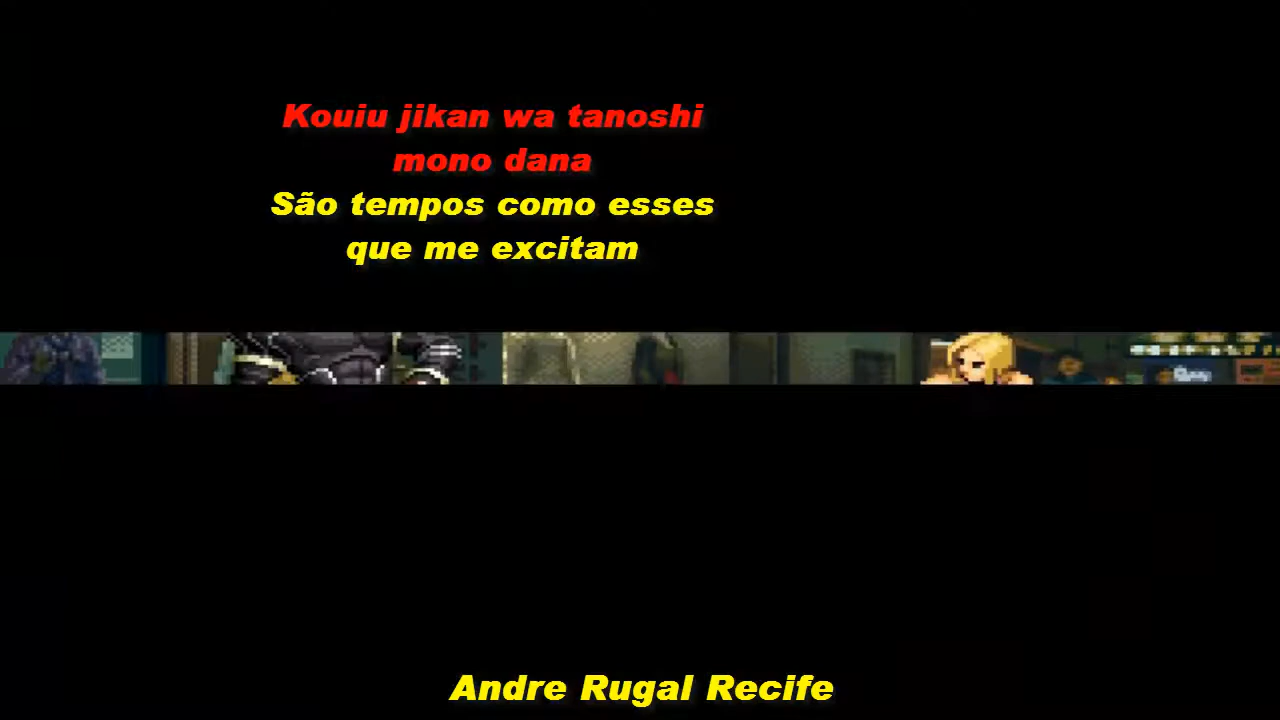 Kouiu jikan wa tanoshi
mono dana
São tempos como esses
que me excitam
Andre Rugal Recife